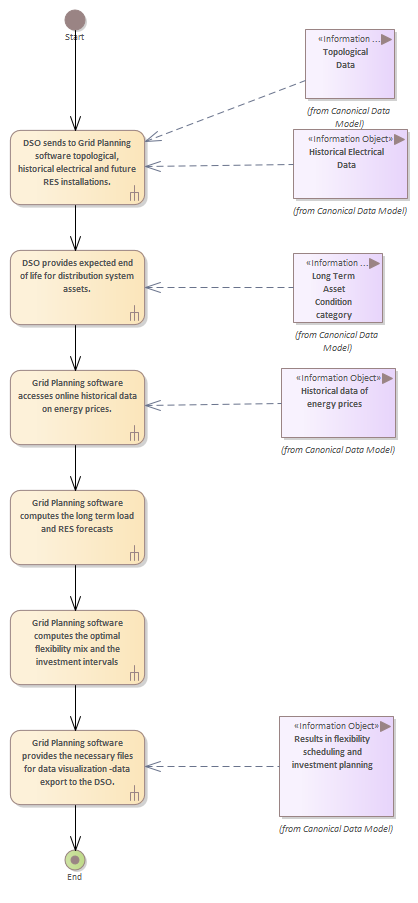 Start
«Information ...
Topological
Data
(from Canonical Data
Model)
DSO sends to Grid Planning
software topological,
historical electrical and future
RES installations.
«Information Object»
Historical Electrical
Data
(from Canonical Data Model)
DSO provides expected end
of life for distribution system
assets.
«Information ...
Long Term
Asset
Condition
category
(from Canonical Data
Model)
Grid Planning software
accesses online historical data
on energy prices.
«Information Object»
Historical data of
energy prices
(from Canonical Data Model)
Grid Planning software
computes the long term load
and RES forecasts
Grid Planning software
computes the optimal
flexibility mix and the
investment intervals
Grid Planning software
provides the necessary files
for data visualization -data
export to the DSO.
«Information Object»
Results in flexibility
scheduling and
investment planning
(from Canonical Data Model)
End